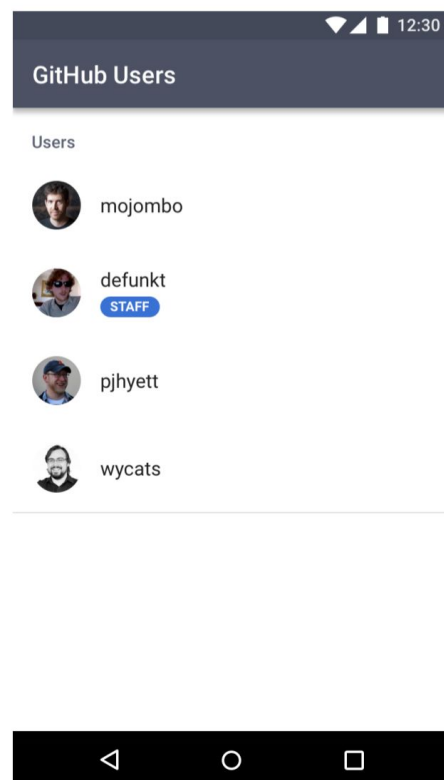 12:30
GitHub Users
Users
mojombo
defunkt
STAFF
pjhyett
wycats